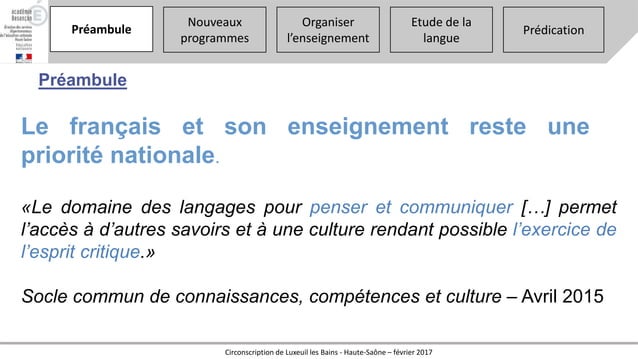 académie
Besançon
direction des services
départementaux
de l'éducation nationale
Haute-Saône
éducation
nationale
Préambule
Nouveaux
programmes
Organiser
l'enseignement
Etude de la
langue
Prédication
Préambule
Le français et son enseignement reste une
priorité nationale.
«Le domaine des langages pour penser et communiquer […] permet
l'accès à d'autres savoirs et à une culture rendant possible l'exercice de
l'esprit critique.»
Socle commun de connaissances, compétences et culture – Avril 2015
Circonscription de Luxeuil les Bains - Haute-Saône – février 2017